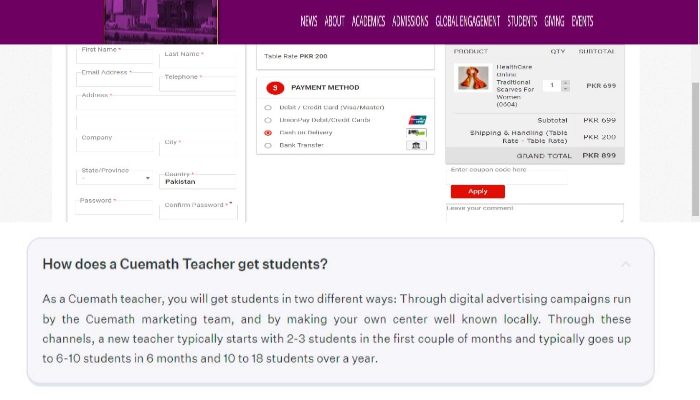 NEWS ABOUT ACADEMICS ADMISSIONS GLOBAL ENGAGEMENT STUDENTS GIVING EVENTS
First Name *
Last Name *
Email Address *
Telephone *
Address *
Company
City *
State/Province
Country *
Pakistan
Password *
Confirm Password *
Table Rate PKR 200
3 PAYMENT METHOD
Debit / Credit Card (Visa/Master)
UnionPay Debit/Credit Cards
Cash on Delivery
Bank Transfer
PRODUCT QTY SUBTOTAL
HealthCare
Online
Traditional
Scarves For
Women
(0604)
1
PKR 699
Subtotal PKR 699
Shipping & Handling (Table
Rate - Table Rate) PKR 200
GRAND TOTAL PKR 899
Enter coupon code here
Apply
Leave your comment
How does a Cuemath Teacher get students?
As a Cuemath teacher, you will get students in two different ways: Through digital advertising campaigns run
by the Cuemath marketing team, and by making your own center well known locally. Through these
channels, a new teacher typically starts with 2-3 students in the first couple of months and typically goes up
to 6-10 students in 6 months and 10 to 18 students over a year.